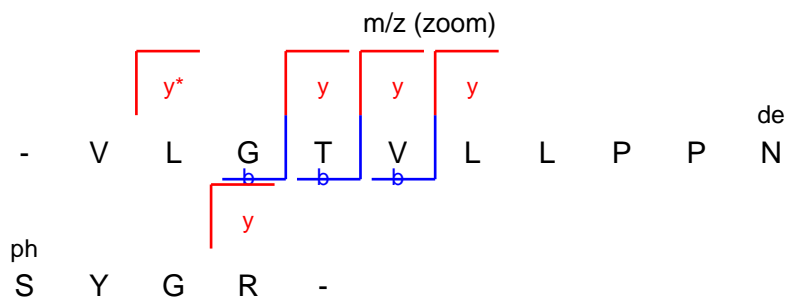 m/z (zoom)
y* y y y
de
- V L G T V L L P P N
b b b
y
ph
S Y G R -